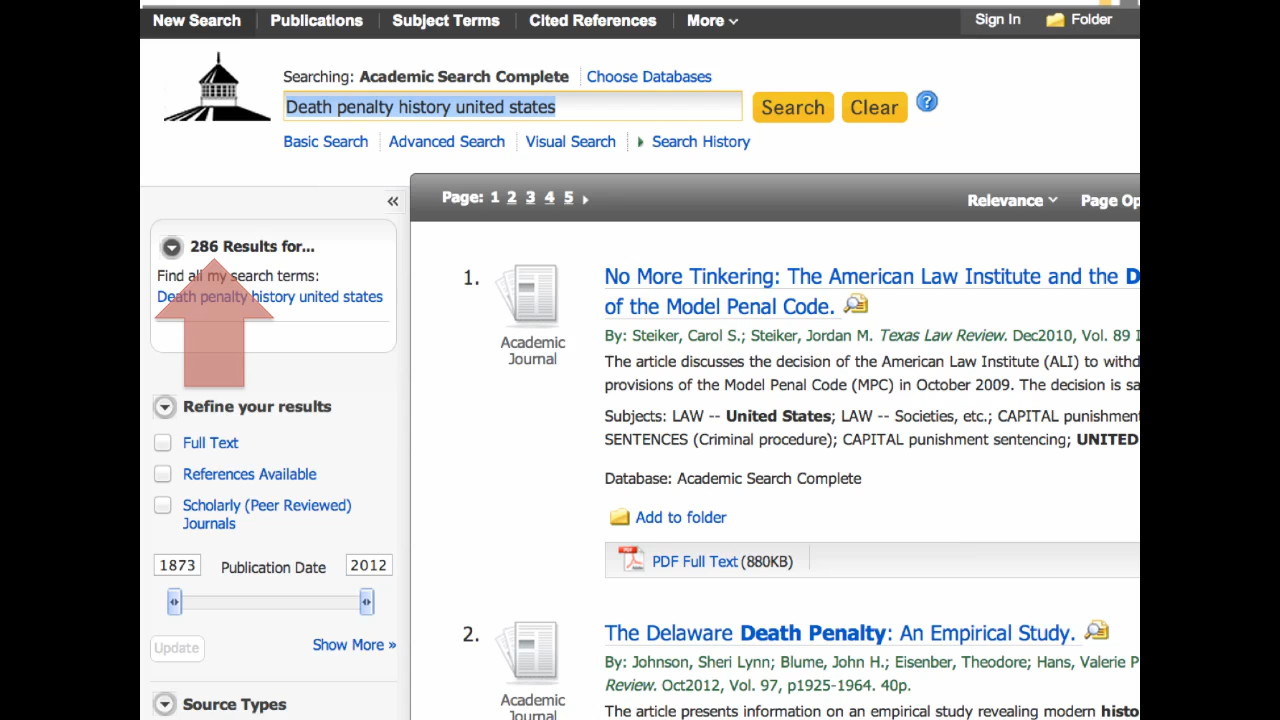 New Search Publications Subject Terms Cited References More Sign In Folder
Searching: Academic Search Complete Choose Databases
Death penalty history united states Search Clear ?
Basic Search Advanced Search Visual Search Search History
Page: 1 2 3 4 5 Relevance Page Op
«
286 Results for...
Find all my search terms:
Death penalty history united states
Refine your results
Full Text
References Available
Scholarly (Peer Reviewed)
Journals
1873 Publication Date 2012
Update
Show More »
Source Types
1. No More Tinkering: The American Law Institute and the D
of the Model Penal Code.
Academic
Journal
By: Steiker, Carol S.; Steiker, Jordan M. Texas Law Review. Dec2010, Vol. 89 I
The article discusses the decision of the American Law Institute (ALI) to withd
provisions of the Model Penal Code (MPC) in October 2009. The decision is sa
Subjects: LAW -- United States; LAW -- Societies, etc.; CAPITAL punishment
SENTENCES (Criminal procedure); CAPITAL punishment sentencing; UNITED
Database: Academic Search Complete
Add to folder
PDF Full Text (880KB)
2. The Delaware Death Penalty: An Empirical Study.
Academic
Journal
By: Johnson, Sheri Lynn; Blume, John H.; Eisenber, Theodore; Hans, Valerie P
Review. Oct2012, Vol. 97, p1925-1964. 40p.
The article presents information on an empirical study revealing modern histo